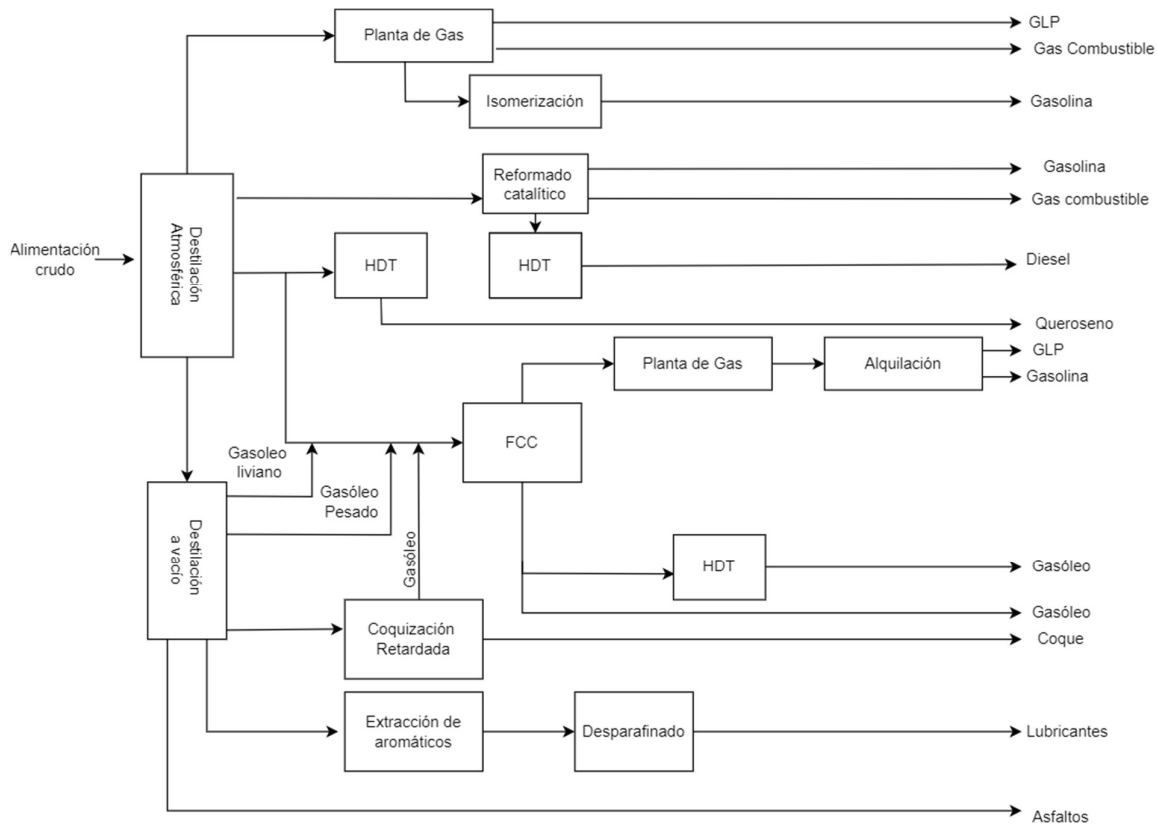 Planta de Gas
GLP
Gas Combustible
Isomerización
Gasolina
Destilación
Atmosférica
Reformado
catalítico
Gasolina
Gas combustible
Alimentación
crudo
HDT
HDT
Diesel
Queroseno
Planta de Gas
Alquilación
GLP
Gasolina
FCC
Gasoleo
liviano
Gasóleo
Pesado
Destilación
a vacío
Gasóleo
HDT
Gasóleo
Gasóleo
Coquización
Retardada
Coque
Extracción de
aromáticos
Desparafinado
Lubricantes
Asfaltos